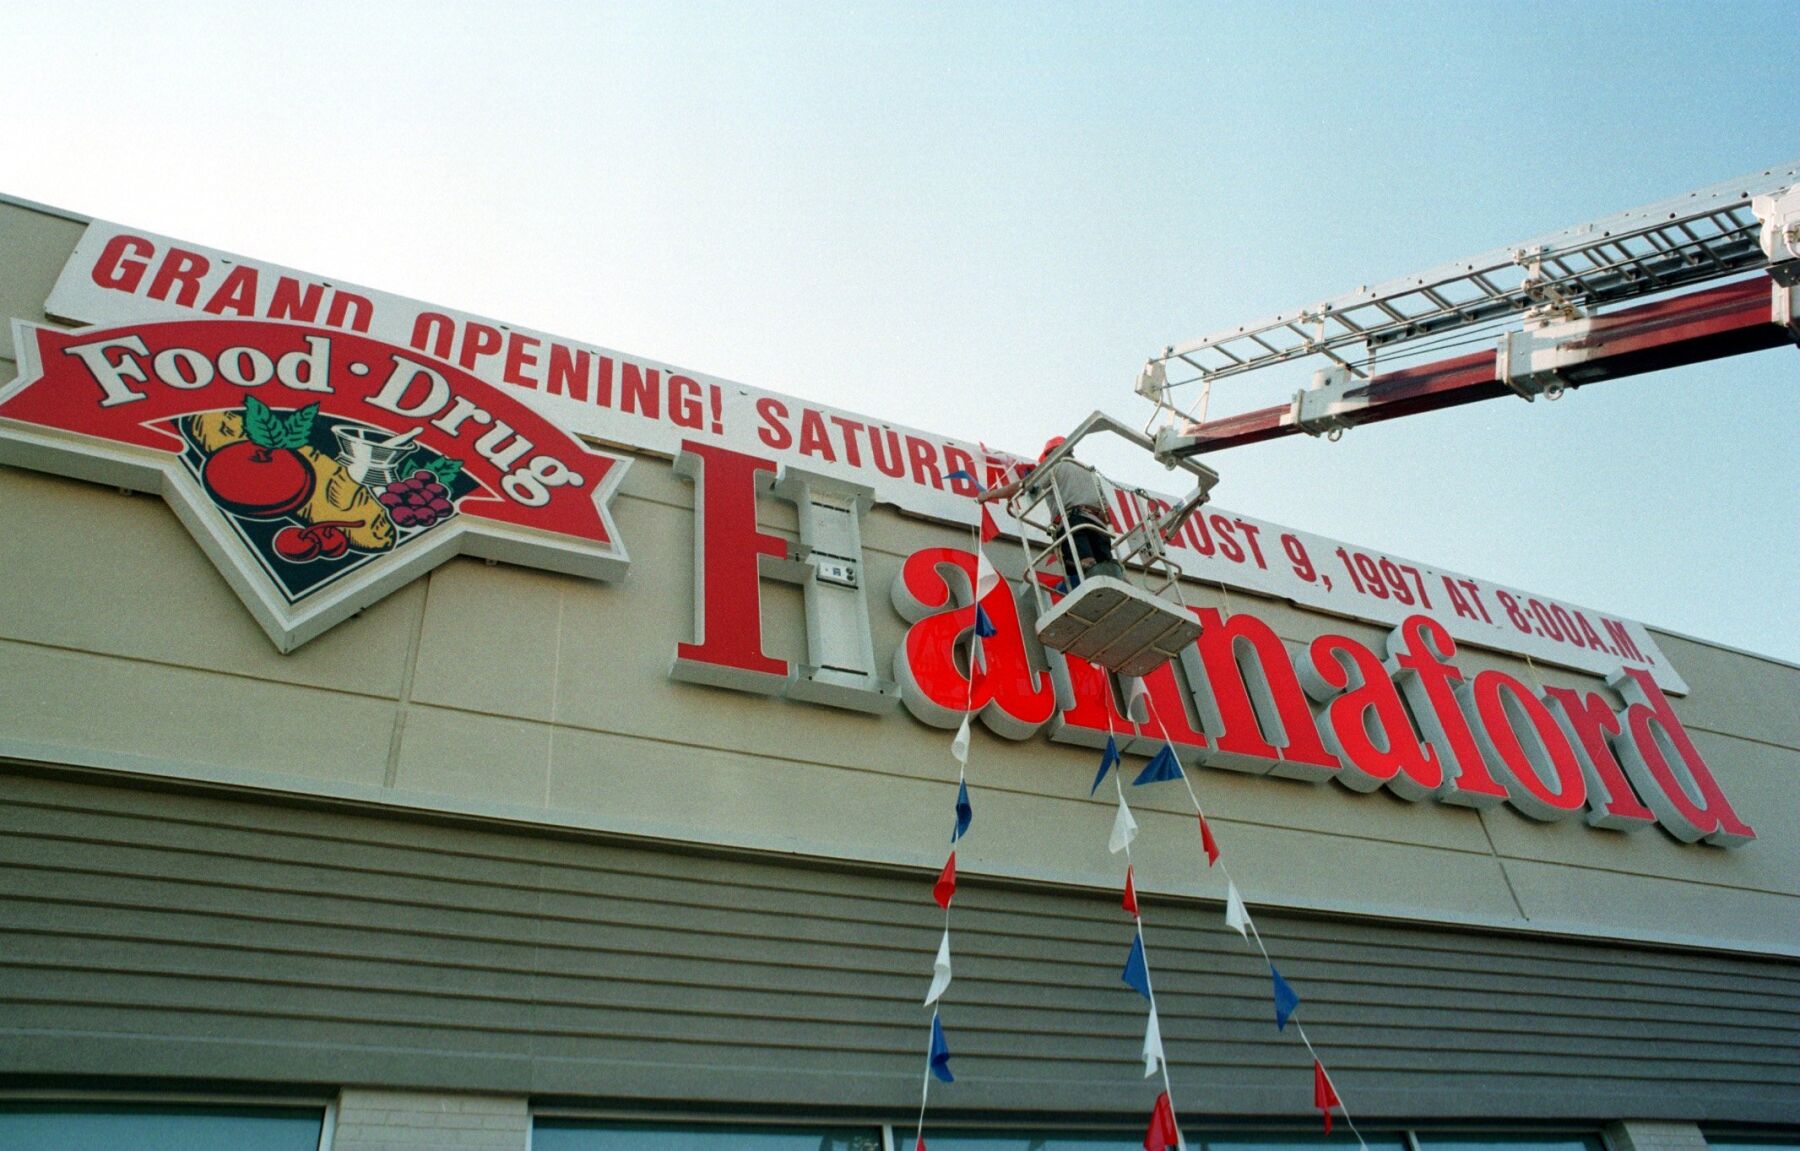 GRAND OPENING! SATURDAY AUGUST 9, 1997 AT 8:00A.M.
Food·Drug
Hannaford